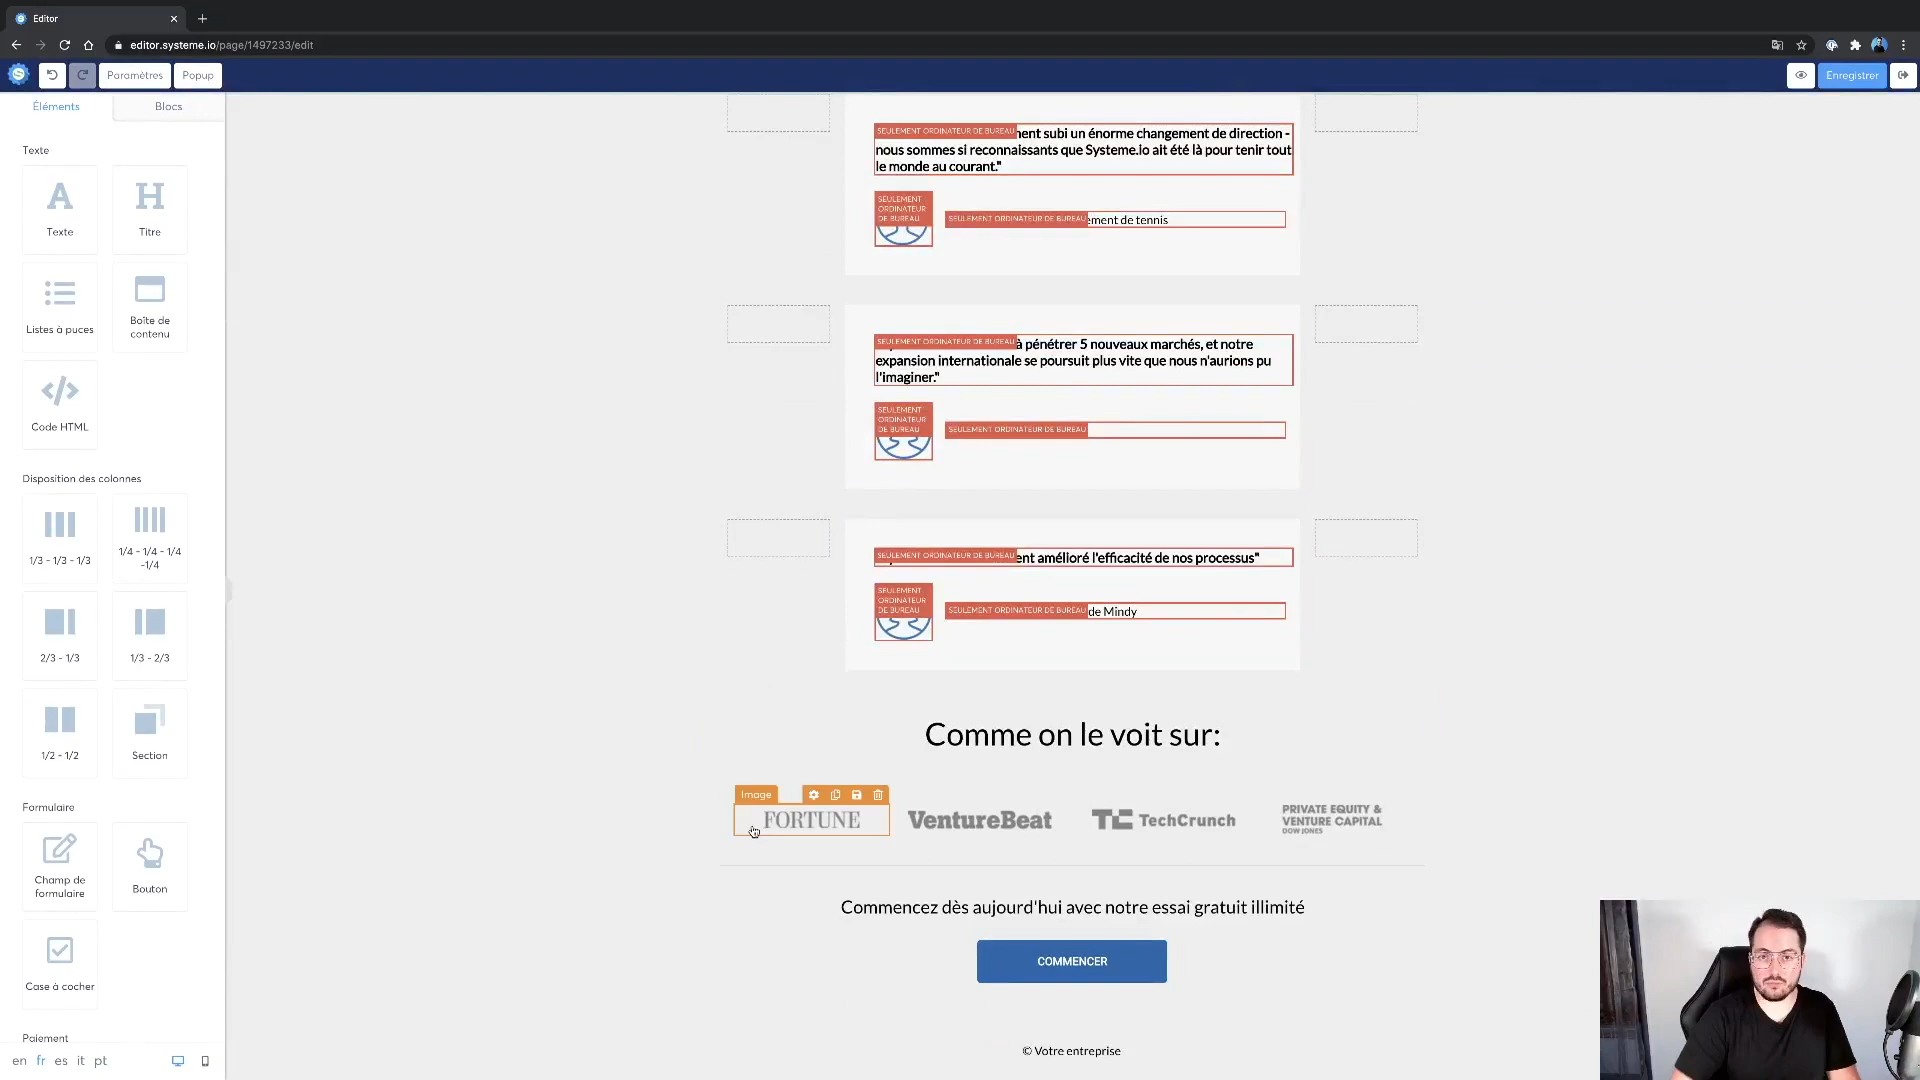 Editor
editor.systeme.io/page/1497233/edit
Paramètres
Popup
Enregistrer
Éléments
Blocs
Texte
Texte
Titre
Listes à puces
Boîte de
contenu
Code HTML
Disposition des colonnes
1/3 - 1/3 - 1/3
1/4 - 1/4 - 1/4
-1/4
2/3 - 1/3
1/3 - 2/3
1/2 - 1/2
Section
Formulaire
Champ de
formulaire
Bouton
Case à cocher
Paiement
en fr es it pt
SEULEMENT ORDINATEUR DE BUREAU
subi un énorme changement de direction -
nous sommes si reconnaissants que Systeme.io ait été là pour tenir tout
le monde au courant."
SEULEMENT
ORDINATEUR
DE BUREAU
SEULEMENT ORDINATEUR DE BUREAU
ement de tennis
SEULEMENT ORDINATEUR DE BUREAU
à pénétrer 5 nouveaux marchés, et notre
expansion internationale se poursuit plus vite que nous n'aurions pu
l'imaginer."
SEULEMENT
ORDINATEUR
DE BUREAU
SEULEMENT ORDINATEUR DE BUREAU
SEULEMENT ORDINATEUR DE BUREAU
ent amélioré l'efficacité de nos processus"
SEULEMENT
ORDINATEUR
DE BUREAU
SEULEMENT ORDINATEUR DE BUREAU
de Mindy
Comme on le voit sur:
Image
FORTUNE
VentureBeat
TC TechCrunch
PRIVATE EQUITY &
VENTURE CAPITAL
DOW JONES
Commencez dès aujourd'hui avec notre essai gratuit illimité
COMMENCER
© Votre entreprise